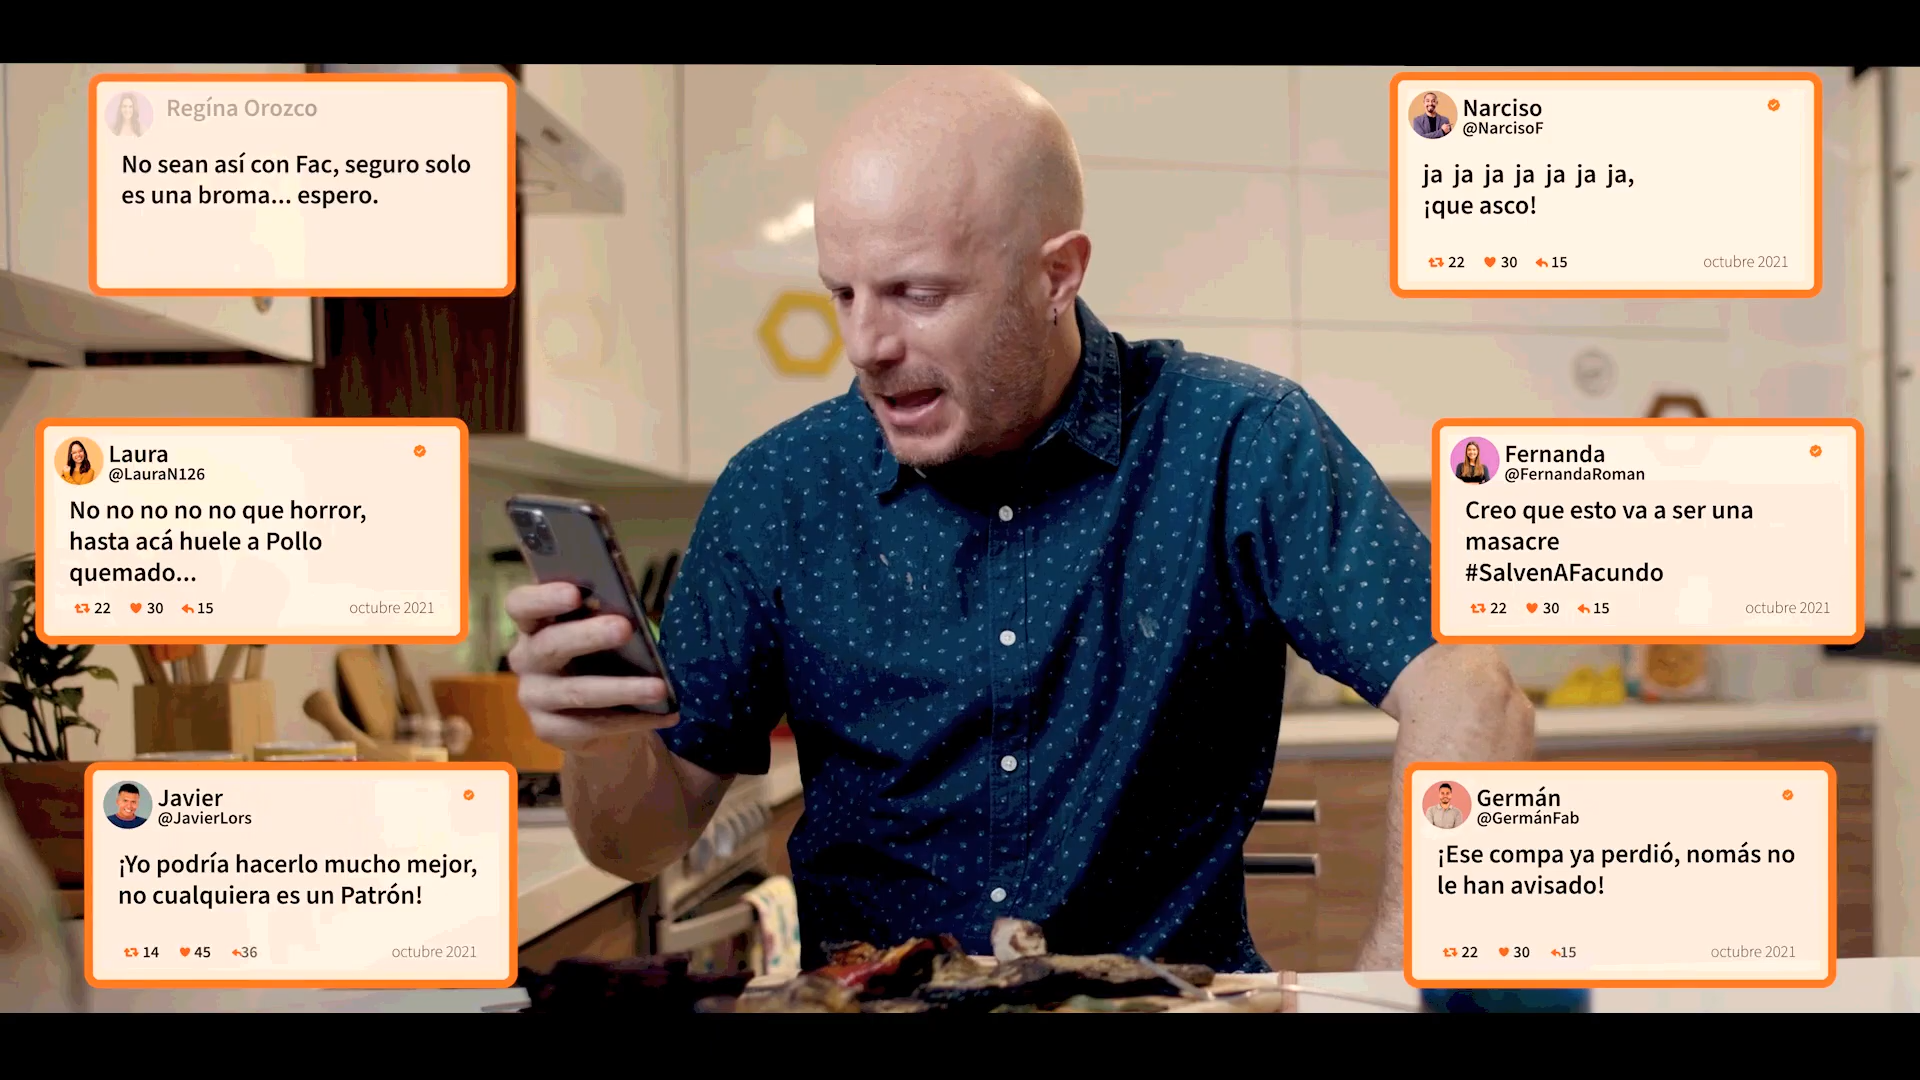 Regína Orozco
No sean así con Fac, seguro solo
es una broma... espero.
Narciso
@NarcisoF
ja ja ja ja ja ja ja,
¡que asco!
22 30 15 octubre 2021
Laura
@LauraN126
No no no no no que horror,
hasta acá huele a Pollo
quemado...
22 30 15 octubre 2021
Fernanda
@FernandaRoman
Creo que esto va a ser una
masacre
#SalvenAFacundo
22 30 15 octubre 2021
Javier
@JavierLors
¡Yo podría hacerlo mucho mejor,
no cualquiera es un Patrón!
14 45 36 octubre 2021
Germán
@GermánFab
¡Ese compa ya perdió, nomás no
le han avisado!
22 30 15 octubre 2021